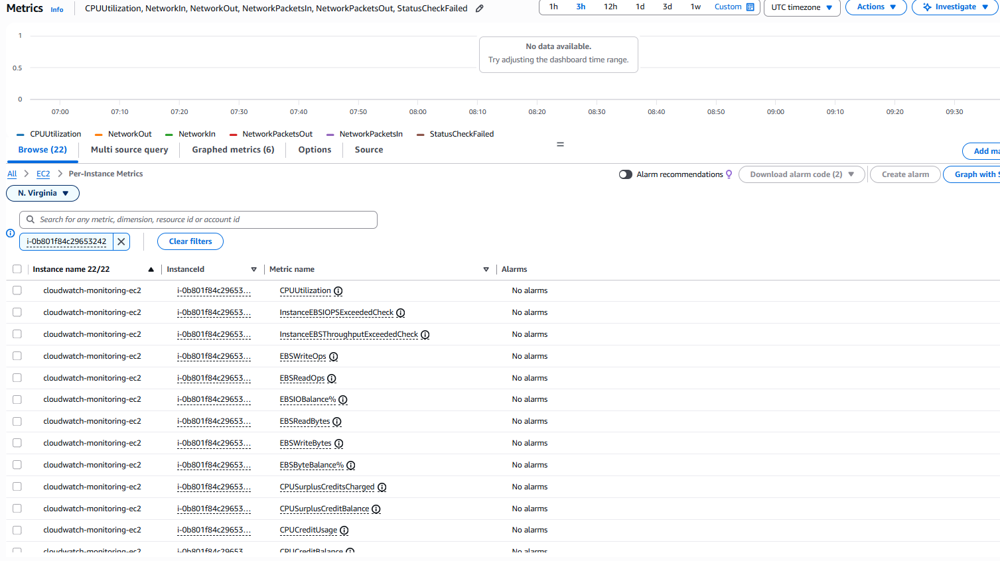 Metrics Info CPUUtilization, NetworkIn, NetworkOut, NetworkPacketsIn, NetworkPacketsOut, StatusCheckFailed 1h 3h 12h 1d 3d 1w Custom UTC timezone Actions Investigate
1
No data available.
Try adjusting the dashboard time range.
0.5
0
07:00 07:10 07:20 07:30 07:40 07:50 08:00 08:10 08:20 08:30 08:40 08:50 09:00 09:10 09:20 09:30
CPUUtilization NetworkOut NetworkIn NetworkPacketsOut NetworkPacketsIn StatusCheckFailed
Browse (22) Multi source query Graphed metrics (6) Options Source Add
All EC2 Per-Instance Metrics Alarm recommendations Download alarm code (2) Create alarm Graph with
N. Virginia
Search for any metric, dimension, resource id or account id
i-0b801f84c29653242 Clear filters
Instance name 22/22 InstanceId Metric name Alarms
cloudwatch-monitoring-ec2 i-0b801f84c29653... CPUUtilization No alarms
cloudwatch-monitoring-ec2 i-0b801f84c29653... InstanceEBSIOPSExceededCheck No alarms
cloudwatch-monitoring-ec2 i-0b801f84c29653... InstanceEBSThroughputExceededCheck No alarms
cloudwatch-monitoring-ec2 i-0b801f84c29653... EBSWriteOps No alarms
cloudwatch-monitoring-ec2 i-0b801f84c29653... EBSReadOps No alarms
cloudwatch-monitoring-ec2 i-0b801f84c29653... EBSIOBalance% No alarms
cloudwatch-monitoring-ec2 i-0b801f84c29653... EBSReadBytes No alarms
cloudwatch-monitoring-ec2 i-0b801f84c29653... EBSWriteBytes No alarms
cloudwatch-monitoring-ec2 i-0b801f84c29653... EBSByteBalance% No alarms
cloudwatch-monitoring-ec2 i-0b801f84c29653... CPUSurplusCreditsCharged No alarms
cloudwatch-monitoring-ec2 i-0b801f84c29653... CPUSurplusCreditBalance No alarms
cloudwatch-monitoring-ec2 i-0b801f84c29653... CPUCreditUsage No alarms
cloudwatch-monitoring-ec2 i-0b801f84c29653... CPUCreditBalance No alarms